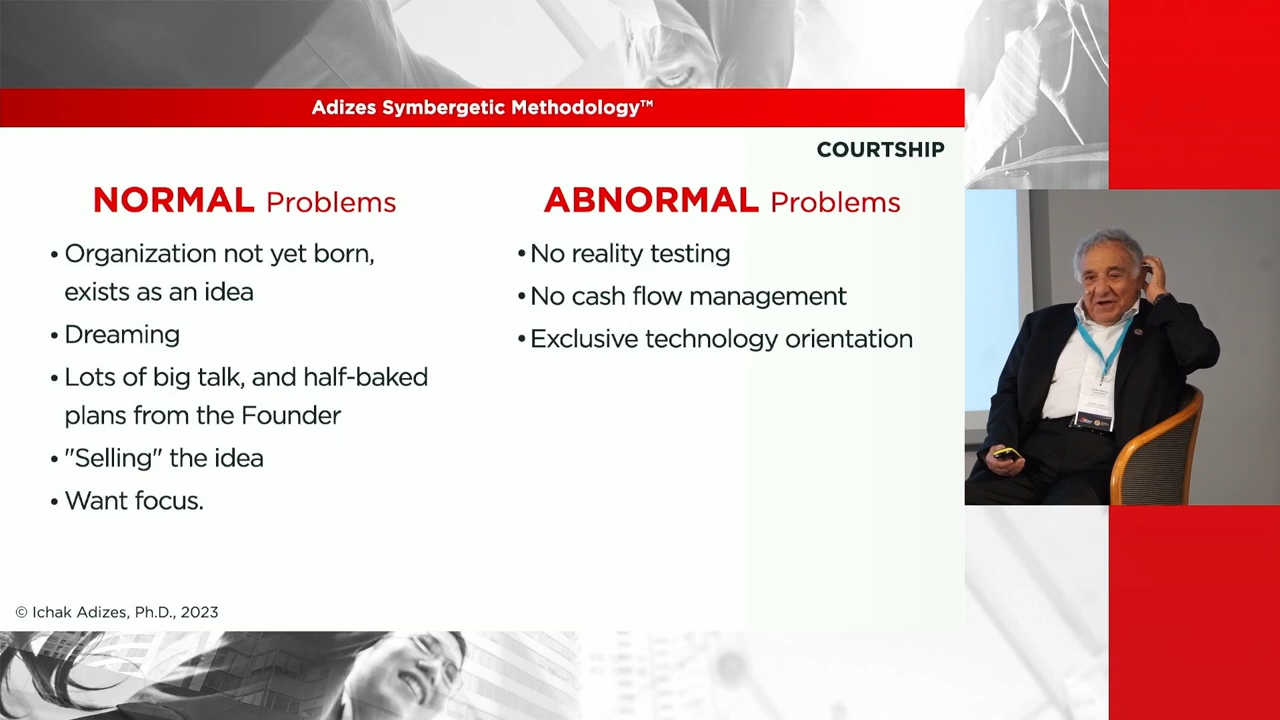 Adizes Symbergetic Methodology™
COURTSHIP
NORMAL Problems
• Organization not yet born,
exists as an idea
• Dreaming
• Lots of big talk, and half-baked
plans from the Founder
• "Selling" the idea
• Want focus.
ABNORMAL Problems
• No reality testing
• No cash flow management
• Exclusive technology orientation
© Ichak Adizes, Ph.D., 2023